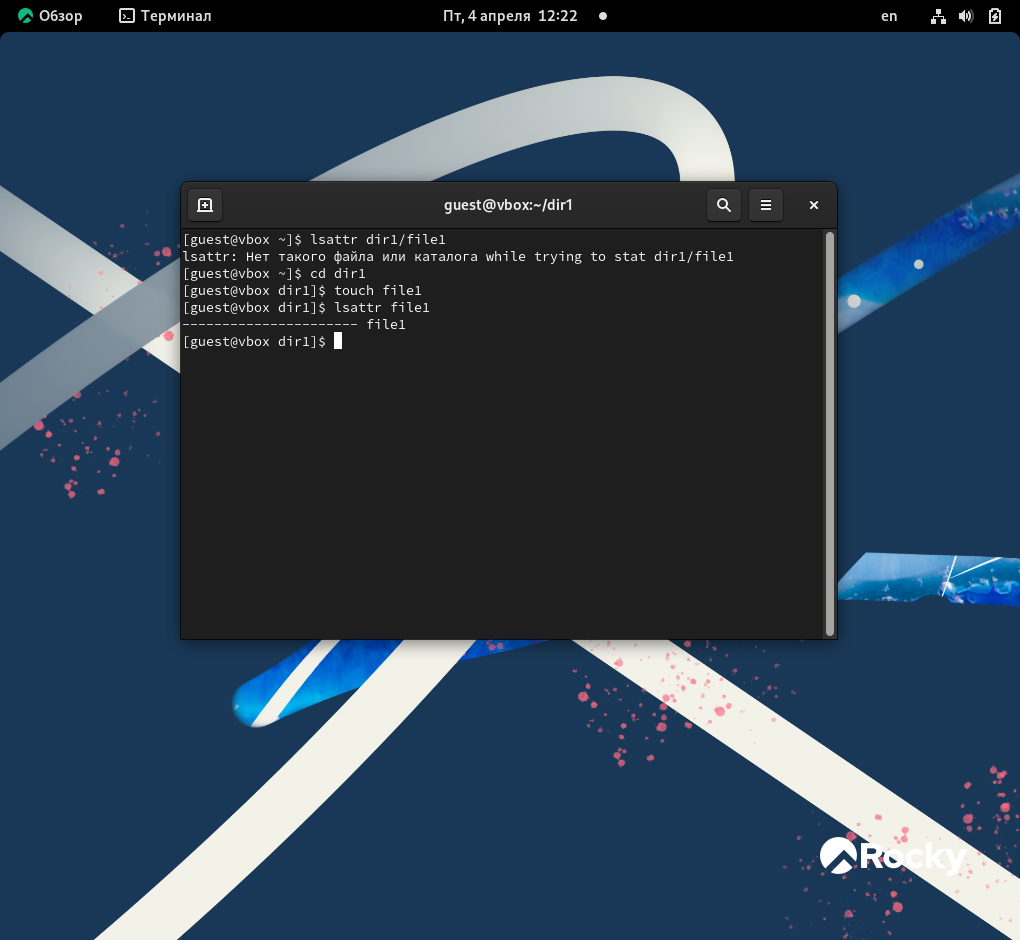 Обзор Терминал Пт, 4 апреля 12:22 en
guest@vbox:~/dir1
[guest@vbox ~]$ lsattr dir1/file1
lsattr: Нет такого файла или каталога while trying to stat dir1/file1
[guest@vbox ~]$ cd dir1
[guest@vbox dir1]$ touch file1
[guest@vbox dir1]$ lsattr file1
---------------------- file1
[guest@vbox dir1]$
Rocky